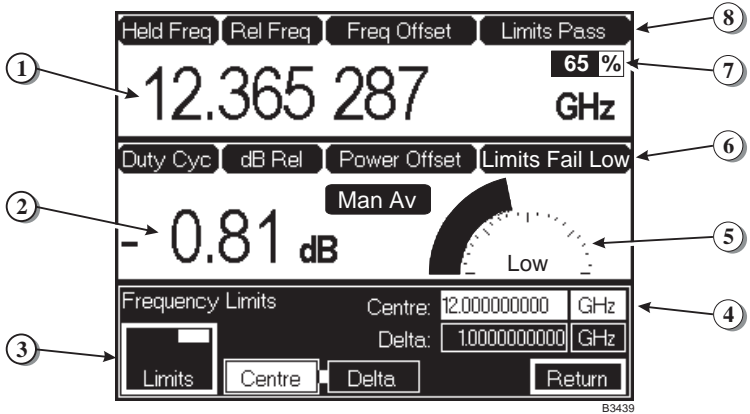 Held Freq Rel Freq Freq Offset Limits Pass 8
65 % 7
1 12.365 287 GHz
Duty Cyc dB Rel Power Offset Limits Fail Low 6
Man Av
2 - 0.81 dB
Low 5
Frequency Limits Centre: 12.000000000 GHz 4
Delta: 1.0000000000 GHz
3 Limits Centre Delta Return
B3439